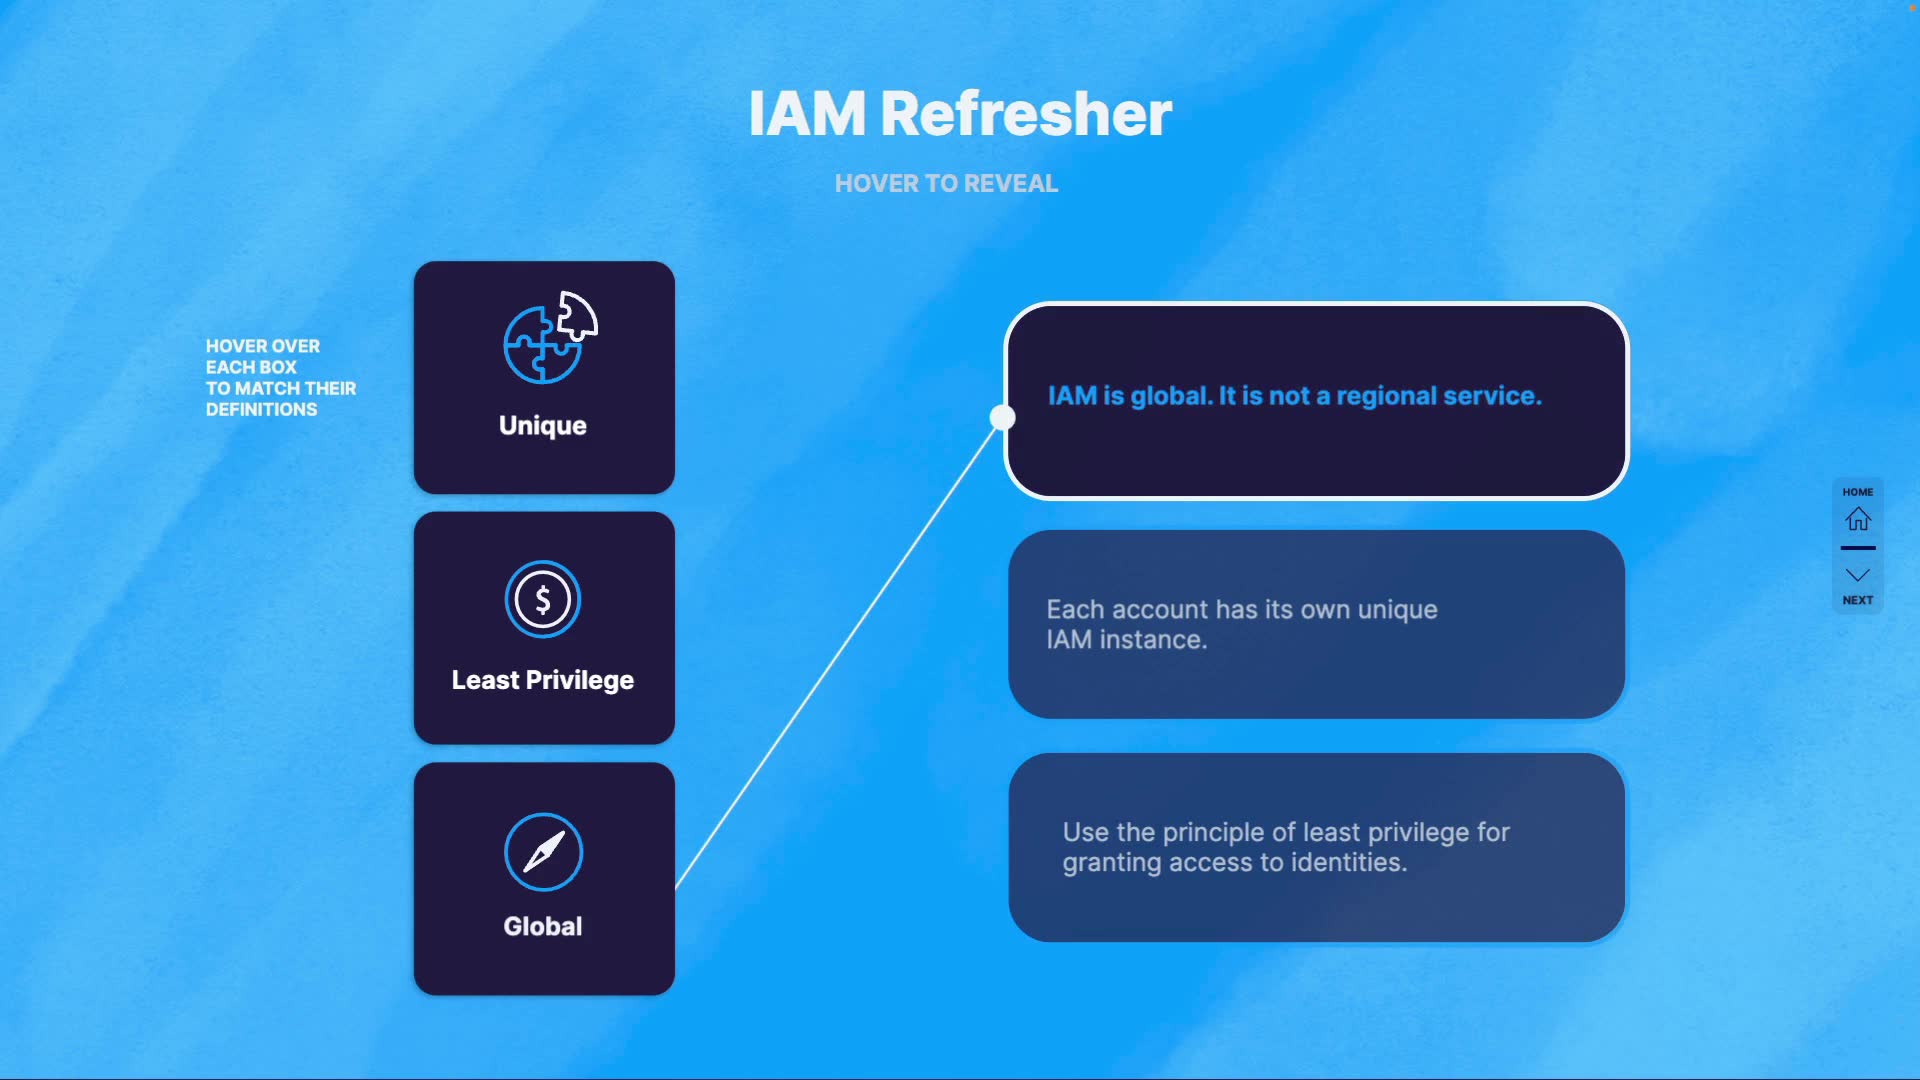 IAM Refresher
HOVER TO REVEAL
HOVER OVER
EACH BOX
TO MATCH THEIR
DEFINITIONS
Unique
$
Least Privilege
Global
IAM is global. It is not a regional service.
Each account has its own unique
IAM instance.
Use the principle of least privilege for
granting access to identities.
HOME
NEXT